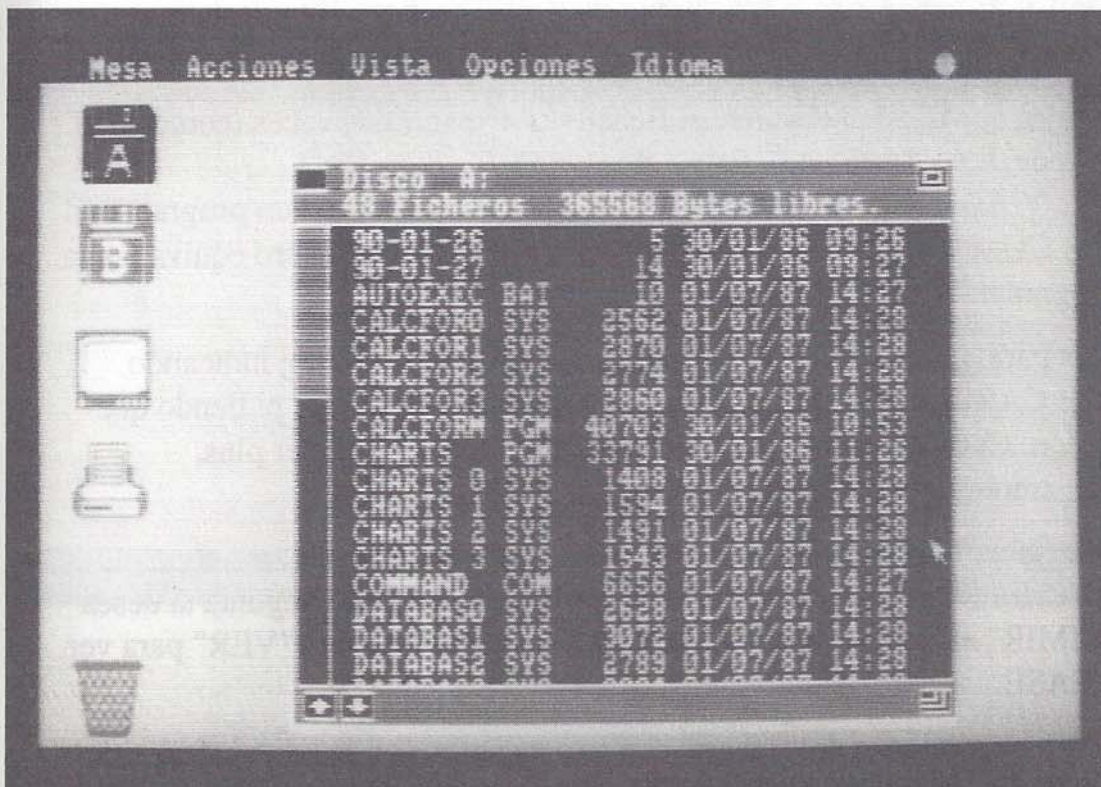 Mesa Acciones Vista Opciones Idioma
A
B
Disco A:
48 Ficheros 365568 Bytes libres.
90-01-26 5 30/01/86 09:26
90-01-27 14 30/01/86 09:27
AUTOEXEC BAT 10 01/07/87 14:27
CALCFOR0 SYS 2562 01/07/87 14:28
CALCFOR1 SYS 2870 01/07/87 14:28
CALCFOR2 SYS 2774 01/07/87 14:28
CALCFOR3 SYS 2860 01/07/87 14:28
CALCFORM PGM 40703 30/01/86 10:53
CHARTS PGM 33791 30/01/86 11:26
CHARTS 0 SYS 1408 01/07/87 14:28
CHARTS 1 SYS 1594 01/07/87 14:28
CHARTS 2 SYS 1491 01/07/87 14:28
CHARTS 3 SYS 1543 01/07/87 14:28
COMMAND COM 6656 01/07/87 14:27
DATABAS0 SYS 2628 01/07/87 14:28
DATABAS1 SYS 3072 01/07/87 14:28
DATABAS2 SYS 2789 01/07/87 14:28